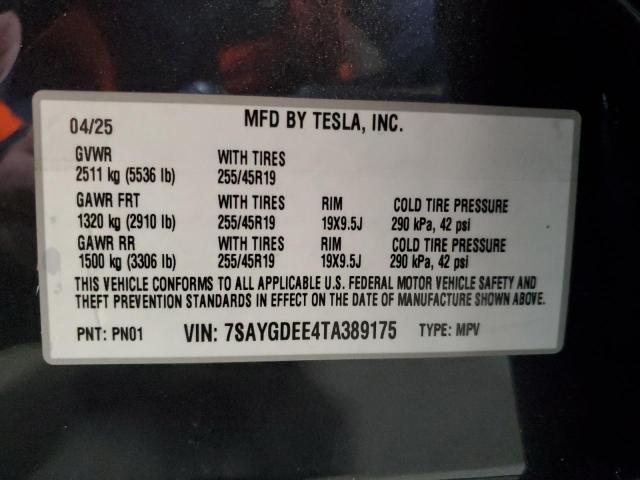 04/25 MFD BY TESLA, INC.
GVWR WITH TIRES
2511 kg (5536 lb) 255/45R19
GAWR FRT WITH TIRES RIM COLD TIRE PRESSURE
1320 kg (2910 lb) 255/45R19 19X9.5J 290 kPa, 42 psi
GAWR RR WITH TIRES RIM COLD TIRE PRESSURE
1500 kg (3306 lb) 255/45R19 19X9.5J 290 kPa, 42 psi
THIS VEHICLE CONFORMS TO ALL APPLICABLE U.S. FEDERAL MOTOR VEHICLE SAFETY AND
THEFT PREVENTION STANDARDS IN EFFECT ON THE DATE OF MANUFACTURE SHOWN ABOVE.
PNT: PN01 VIN: 7SAYGDEE4TA389175 TYPE: MPV